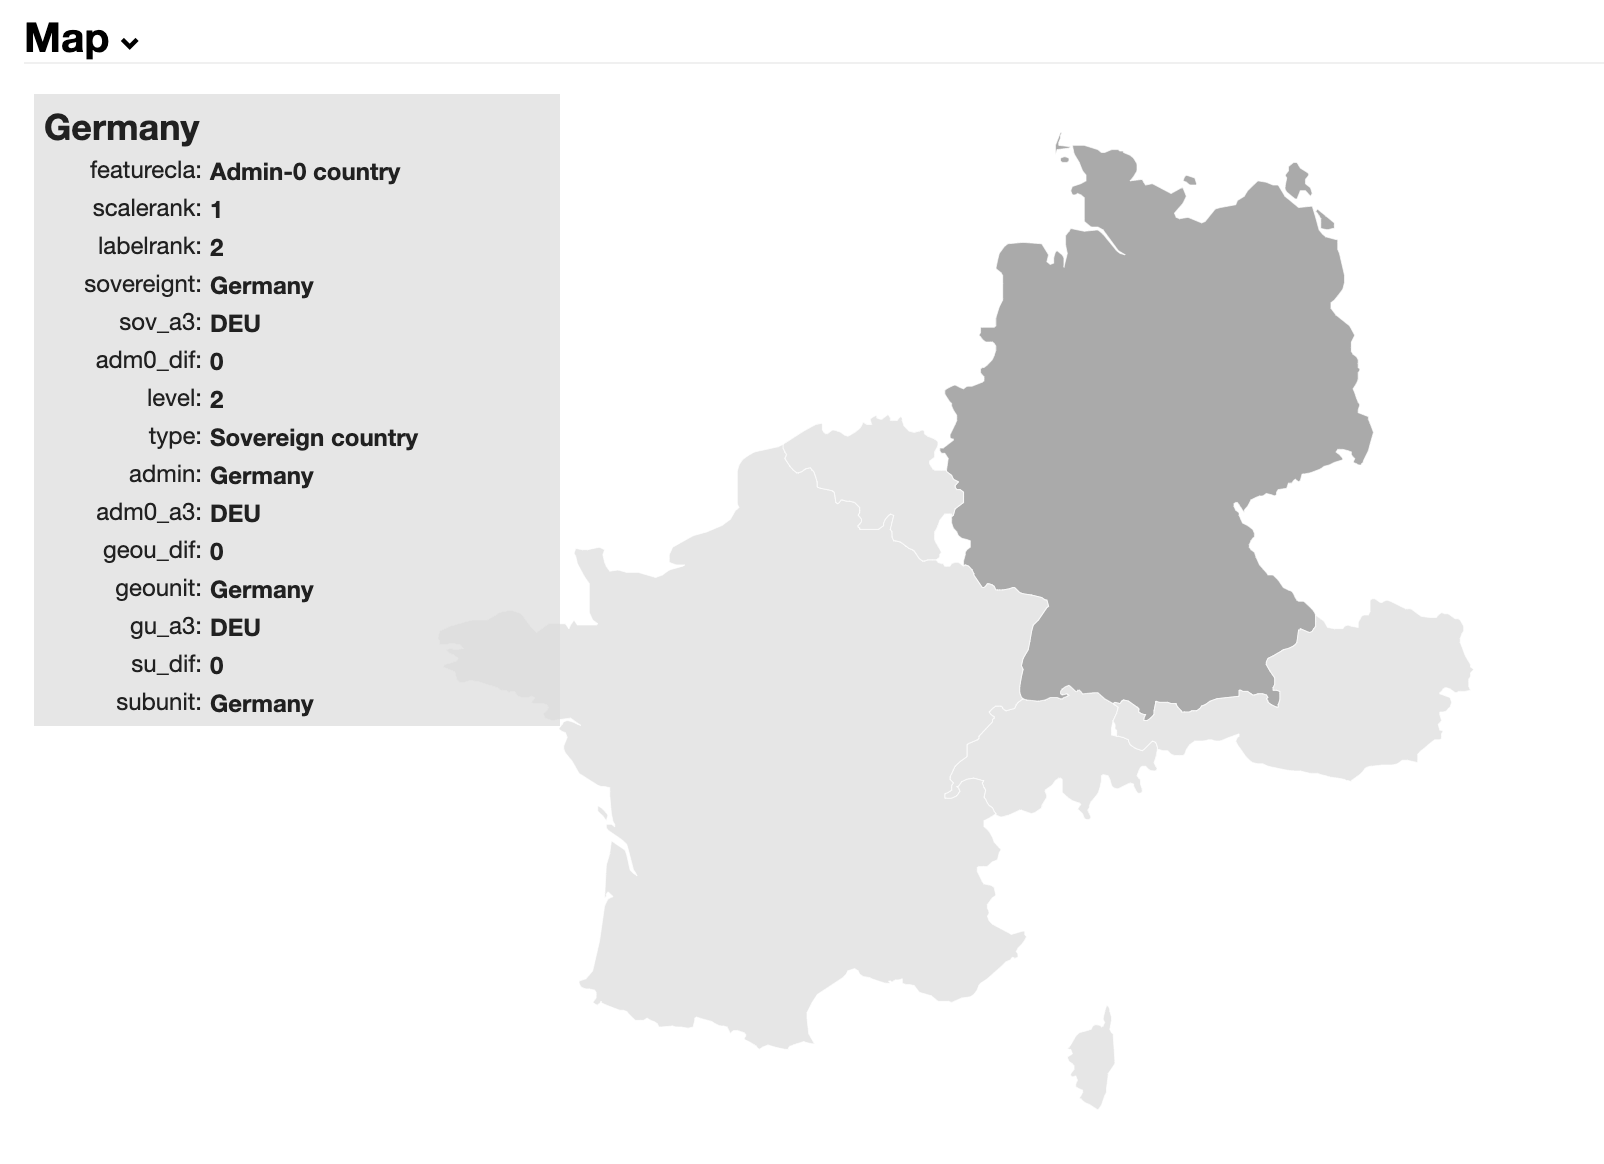 Map
Germany
featurecla: Admin-0 country
scalerank: 1
labelrank: 2
sovereignt: Germany
sov_a3: DEU
adm0_dif: 0
level: 2
type: Sovereign country
admin: Germany
adm0_a3: DEU
geou_dif: 0
geounit: Germany
gu_a3: DEU
su_dif: 0
subunit: Germany